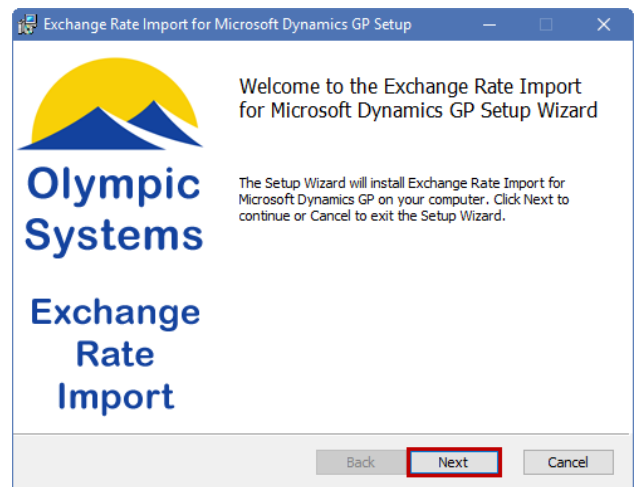 Exchange Rate Import for Microsoft Dynamics GP Setup
Welcome to the Exchange Rate Import
for Microsoft Dynamics GP Setup Wizard
Olympic
Systems
The Setup Wizard will install Exchange Rate Import for
Microsoft Dynamics GP on your computer. Click Next to
continue or Cancel to exit the Setup Wizard.
Exchange
Rate
Import
Back
Next
Cancel